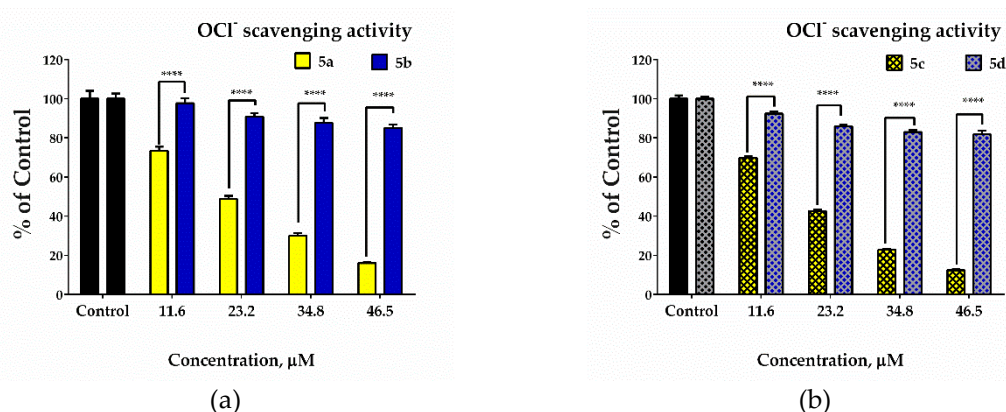 OCl⁻ scavenging activity
5a 5b
120
100
80
60
40
20
0
% of Control
**** **** **** ****
Control 11.6 23.2 34.8 46.5
Concentration, µM
(a)
OCl⁻ scavenging activity
5c 5d
120
100
80
60
40
20
0
% of Control
**** **** **** ****
Control 11.6 23.2 34.8 46.5
Concentration, µM
(b)